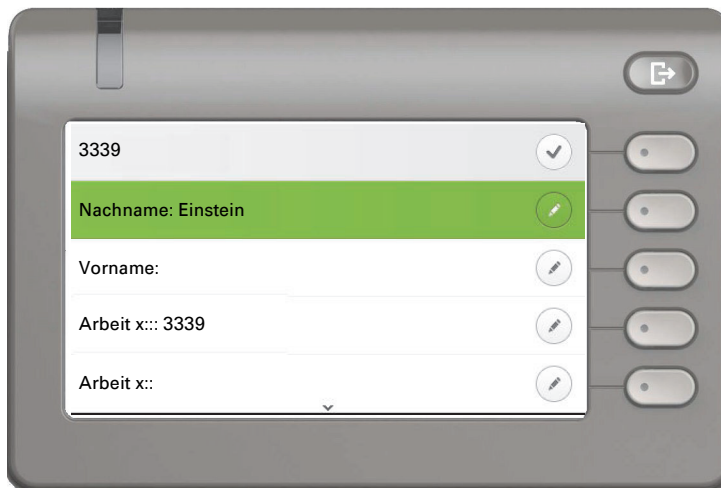 3339
Nachname: Einstein
Vorname:
Arbeit x::: 3339
Arbeit x::